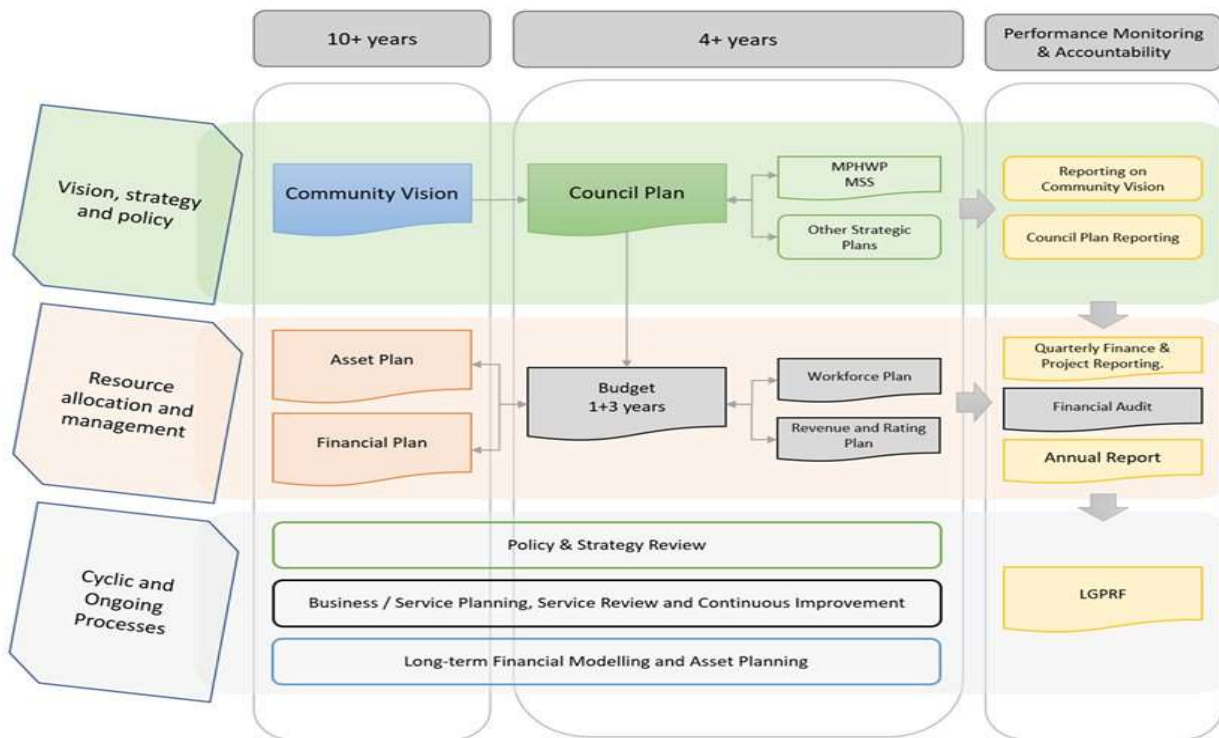 10+ years
4+ years
Performance Monitoring
& Accountability
Vision, strategy
and policy
Community Vision
Council Plan
MPHWP
MSS
Other Strategic
Plans
Reporting on
Community Vision
Council Plan Reporting
Resource
allocation and
management
Asset Plan
Financial Plan
Budget
1+3 years
Workforce Plan
Revenue and Rating
Plan
Quarterly Finance &
Project Reporting.
Financial Audit
Annual Report
Cyclic and
Ongoing
Processes
Policy & Strategy Review
Business / Service Planning, Service Review and Continuous Improvement
Long-term Financial Modelling and Asset Planning
LGPRF